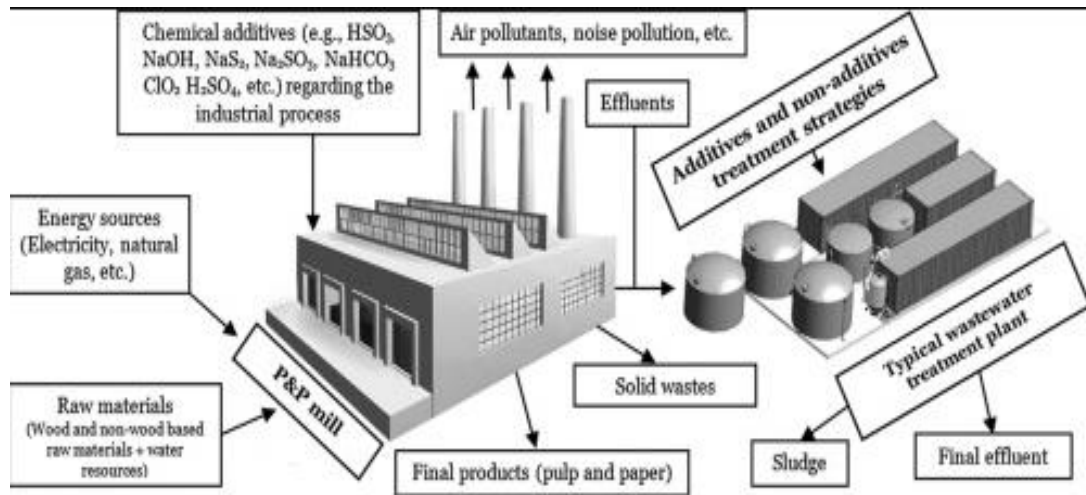 Chemical additives (e.g., HSO₃,
NaOH, NaS₂, Na₂SO₃, NaHCO₃
ClO₂ H₂SO₄, etc.) regarding the
industrial process
Air pollutants, noise pollution, etc.
Effluents
Additives and non-additives
treatment strategies
Energy sources
(Electricity, natural
gas, etc.)
P&P mill
Raw materials
(Wood and non-wood based
raw materials + water
resources)
Solid wastes
Final products (pulp and paper)
Typical wastewater
treatment plant
Sludge
Final effluent